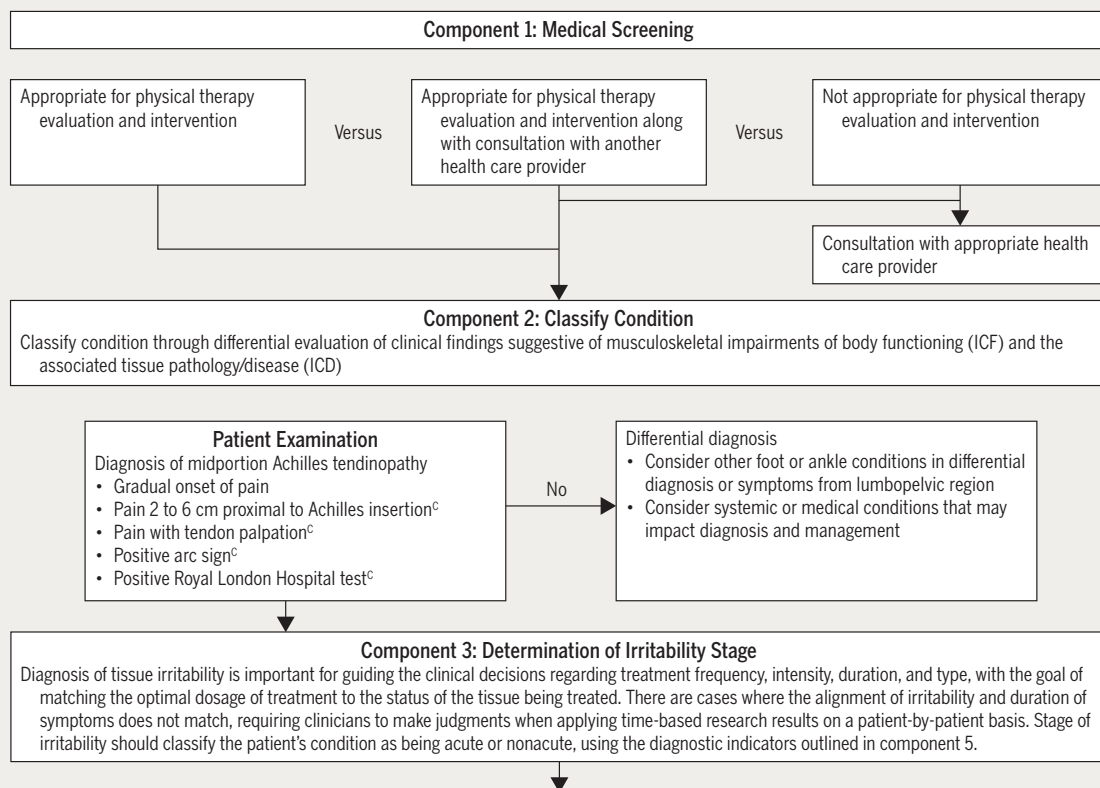 Component 1: Medical Screening
Appropriate for physical therapy
evaluation and intervention
Versus
Appropriate for physical therapy
evaluation and intervention along
with consultation with another
health care provider
Versus
Not appropriate for physical therapy
evaluation and intervention
Consultation with appropriate health
care provider
Component 2: Classify Condition
Classify condition through differential evaluation of clinical findings suggestive of musculoskeletal impairments of body functioning (ICF) and the
associated tissue pathology/disease (ICD)
Patient Examination
Diagnosis of midportion Achilles tendinopathy
• Gradual onset of pain
• Pain 2 to 6 cm proximal to Achilles insertionᶜ
• Pain with tendon palpationᶜ
• Positive arc signᶜ
• Positive Royal London Hospital testᶜ
No
Differential diagnosis
• Consider other foot or ankle conditions in differential
diagnosis or symptoms from lumbopelvic region
• Consider systemic or medical conditions that may
impact diagnosis and management
Component 3: Determination of Irritability Stage
Diagnosis of tissue irritability is important for guiding the clinical decisions regarding treatment frequency, intensity, duration, and type, with the goal of
matching the optimal dosage of treatment to the status of the tissue being treated. There are cases where the alignment of irritability and duration of
symptoms does not match, requiring clinicians to make judgments when applying time-based research results on a patient-by-patient basis. Stage of
irritability should classify the patient's condition as being acute or nonacute, using the diagnostic indicators outlined in component 5.